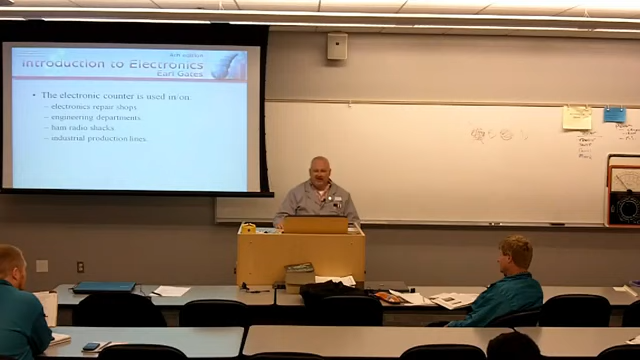 Introduction to Electronics
Earl Gates
• The electronic counter is used in/on:
– electronics repair shops.
– engineering departments.
– ham radio shacks.
– industrial production lines.